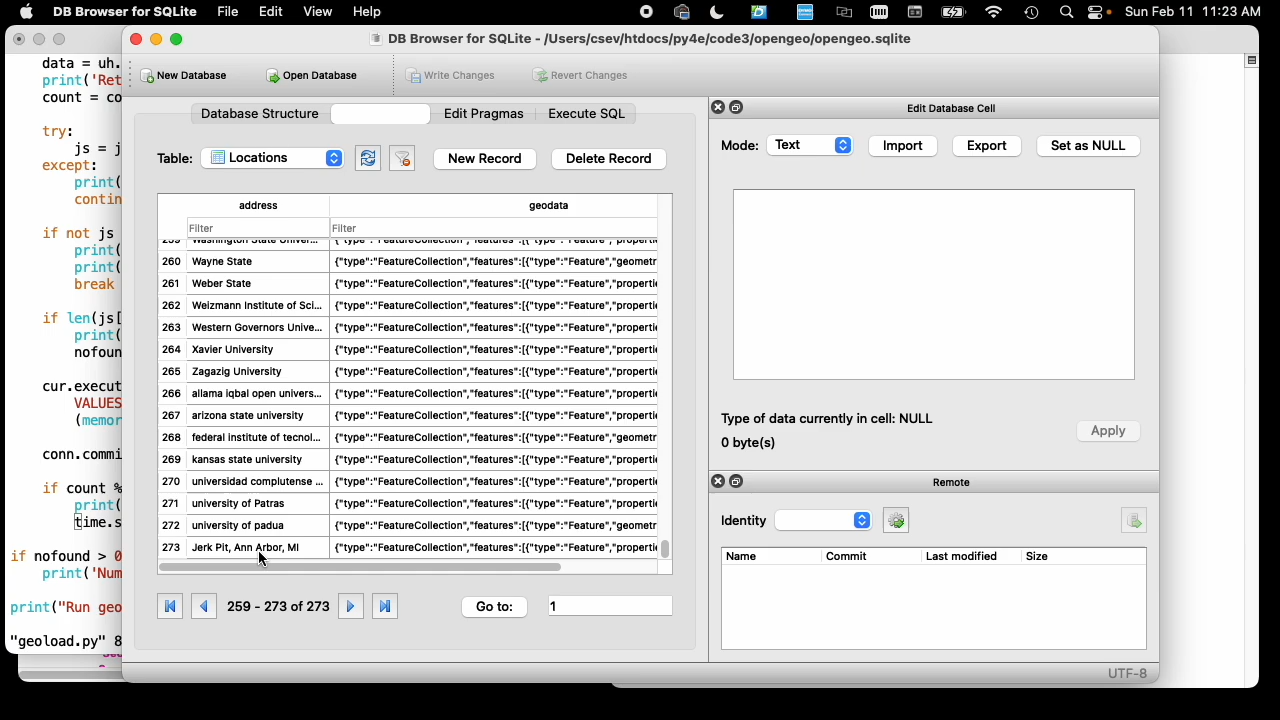 DB Browser for SQLite File Edit View Help Sun Feb 11 11:23 AM
DB Browser for SQLite - /Users/csev/htdocs/py4e/code3/opengeo/opengeo.sqlite
New Database Open Database Write Changes Revert Changes
Database Structure Edit Pragmas Execute SQL
Table: Locations New Record Delete Record
address geodata
Filter Filter
259 Washington State Univer... {"type":"FeatureCollection","features":[{"type":"Feature","properti
260 Wayne State {"type":"FeatureCollection","features":[{"type":"Feature","geometr
261 Weber State {"type":"FeatureCollection","features":[{"type":"Feature","properti
262 Weizmann Institute of Sci... {"type":"FeatureCollection","features":[{"type":"Feature","properti
263 Western Governors Unive... {"type":"FeatureCollection","features":[{"type":"Feature","properti
264 Xavier University {"type":"FeatureCollection","features":[{"type":"Feature","properti
265 Zagazig University {"type":"FeatureCollection","features":[{"type":"Feature","properti
266 allama iqbal open univers... {"type":"FeatureCollection","features":[{"type":"Feature","properti
267 arizona state university {"type":"FeatureCollection","features":[{"type":"Feature","properti
268 federal institute of tecnol... {"type":"FeatureCollection","features":[{"type":"Feature","geometr
269 kansas state university {"type":"FeatureCollection","features":[{"type":"Feature","properti
270 universidad complutense ... {"type":"FeatureCollection","features":[{"type":"Feature","properti
271 university of Patras {"type":"FeatureCollection","features":[{"type":"Feature","properti
272 university of padua {"type":"FeatureCollection","features":[{"type":"Feature","geometr
273 Jerk Pit, Ann Arbor, MI {"type":"FeatureCollection","features":[{"type":"Feature","properti
259 - 273 of 273 Go to: 1
Edit Database Cell
Mode: Text Import Export Set as NULL
Type of data currently in cell: NULL
0 byte(s)
Apply
Remote
Identity
Name Commit Last modified Size
UTF-8
data = uh.
print('Ret
count = co
try:
js = j
except:
print(
contin
if not js
print(
print(
break
if len(js[
print(
nofoun
cur.execut
VALUES
(memor
conn.commi
if count %
print(
time.s
if nofound > 0
print('Num
print("Run geo
"geoload.py" 8